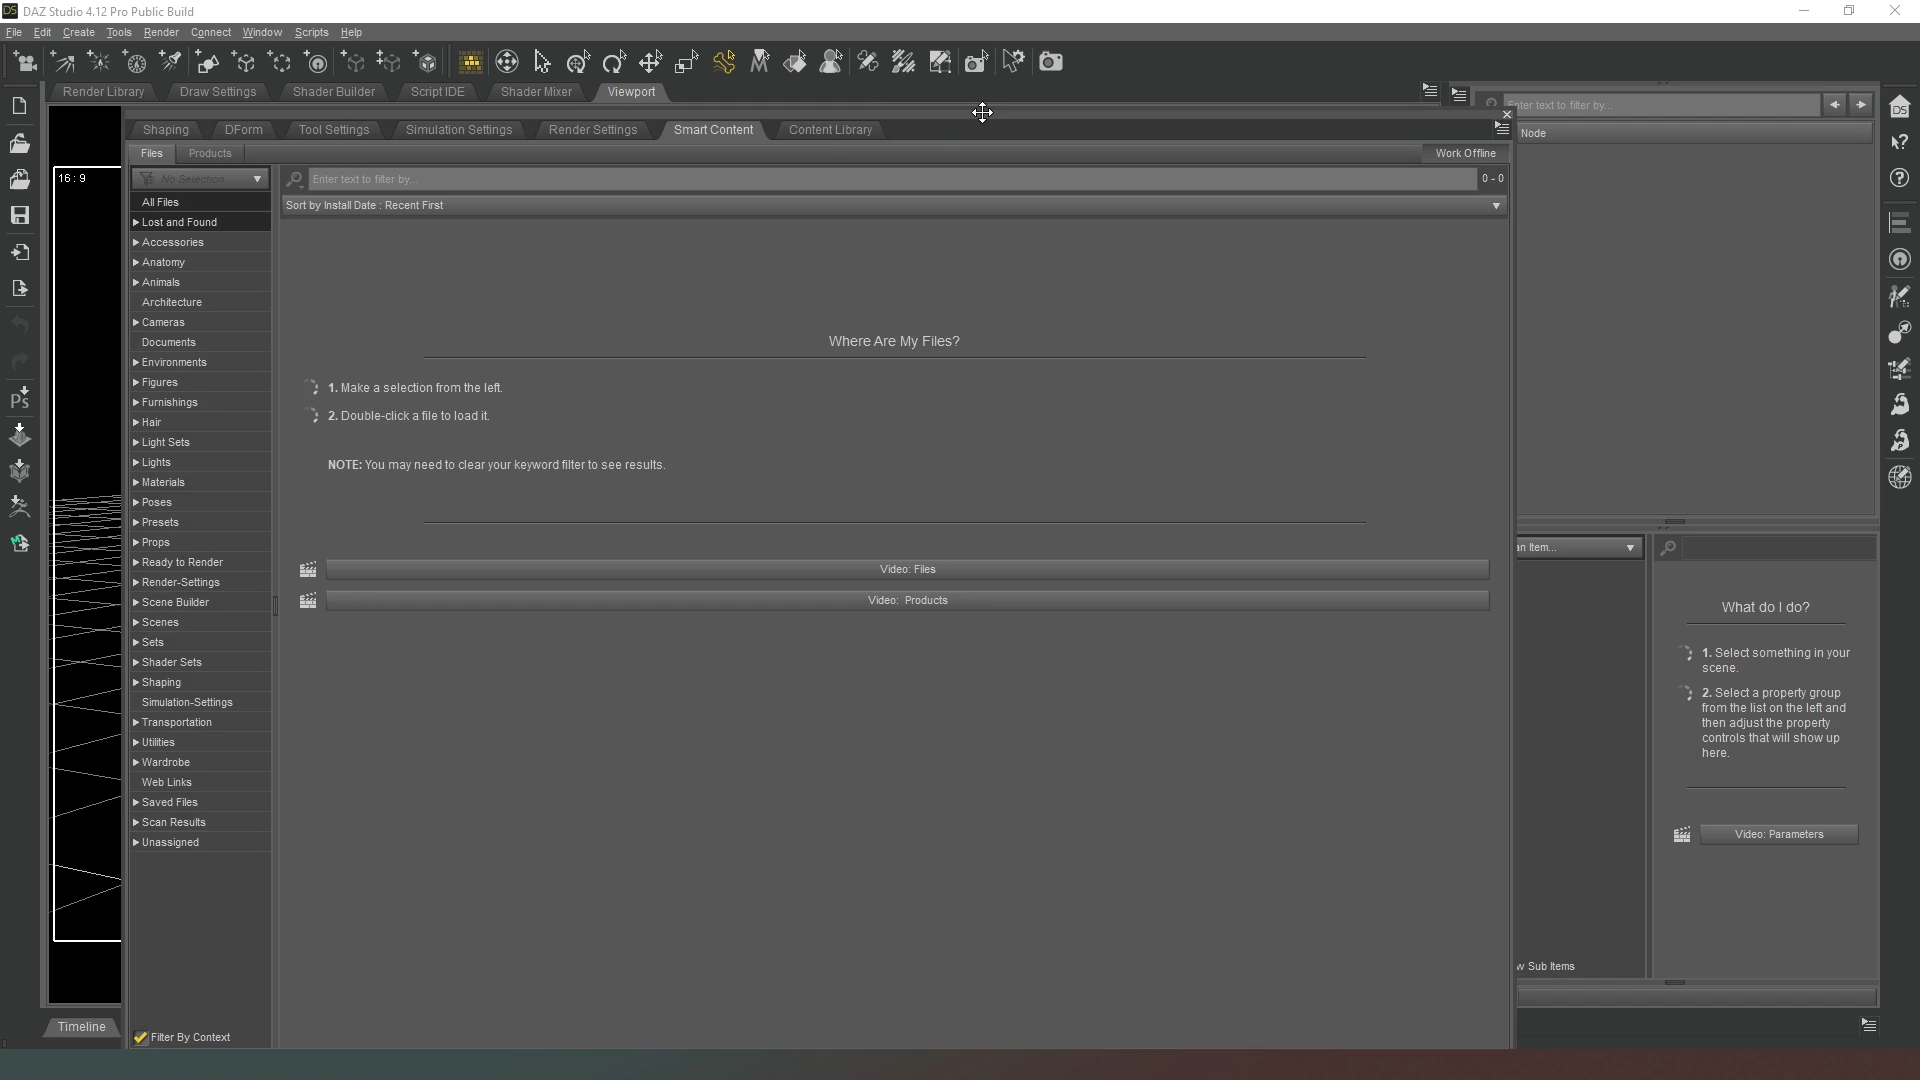 DAZ Studio 4.12 Pro Public Build
File Edit Create Tools Render Connect Window Scripts Help
Render Library Draw Settings Shader Builder Script IDE Shader Mixer Viewport
Enter text to filter by...
Shaping DForm Tool Settings Simulation Settings Render Settings Smart Content Content Library
Node
Files Products Work Offline
16 : 9
No Selection
Enter text to filter by...
0 - 0
All Files
Sort by Install Date : Recent First
Lost and Found
Accessories
Anatomy
Animals
Architecture
Cameras
Documents
Environments
Figures
Furnishings
Hair
Light Sets
Lights
Materials
Poses
Presets
Props
Ready to Render
Render-Settings
Scene Builder
Scenes
Sets
Shader Sets
Shaping
Simulation-Settings
Transportation
Utilities
Wardrobe
Web Links
Saved Files
Scan Results
Unassigned
Filter By Context
Where Are My Files?
1. Make a selection from the left.
2. Double-click a file to load it.
NOTE: You may need to clear your keyword filter to see results.
Video: Files
Video: Products
an Item...
What do I do?
1. Select something in your
scene.
2. Select a property group
from the list on the left and
then adjust the property
controls that will show up
here.
Video: Parameters
w Sub Items
Timeline
Ps